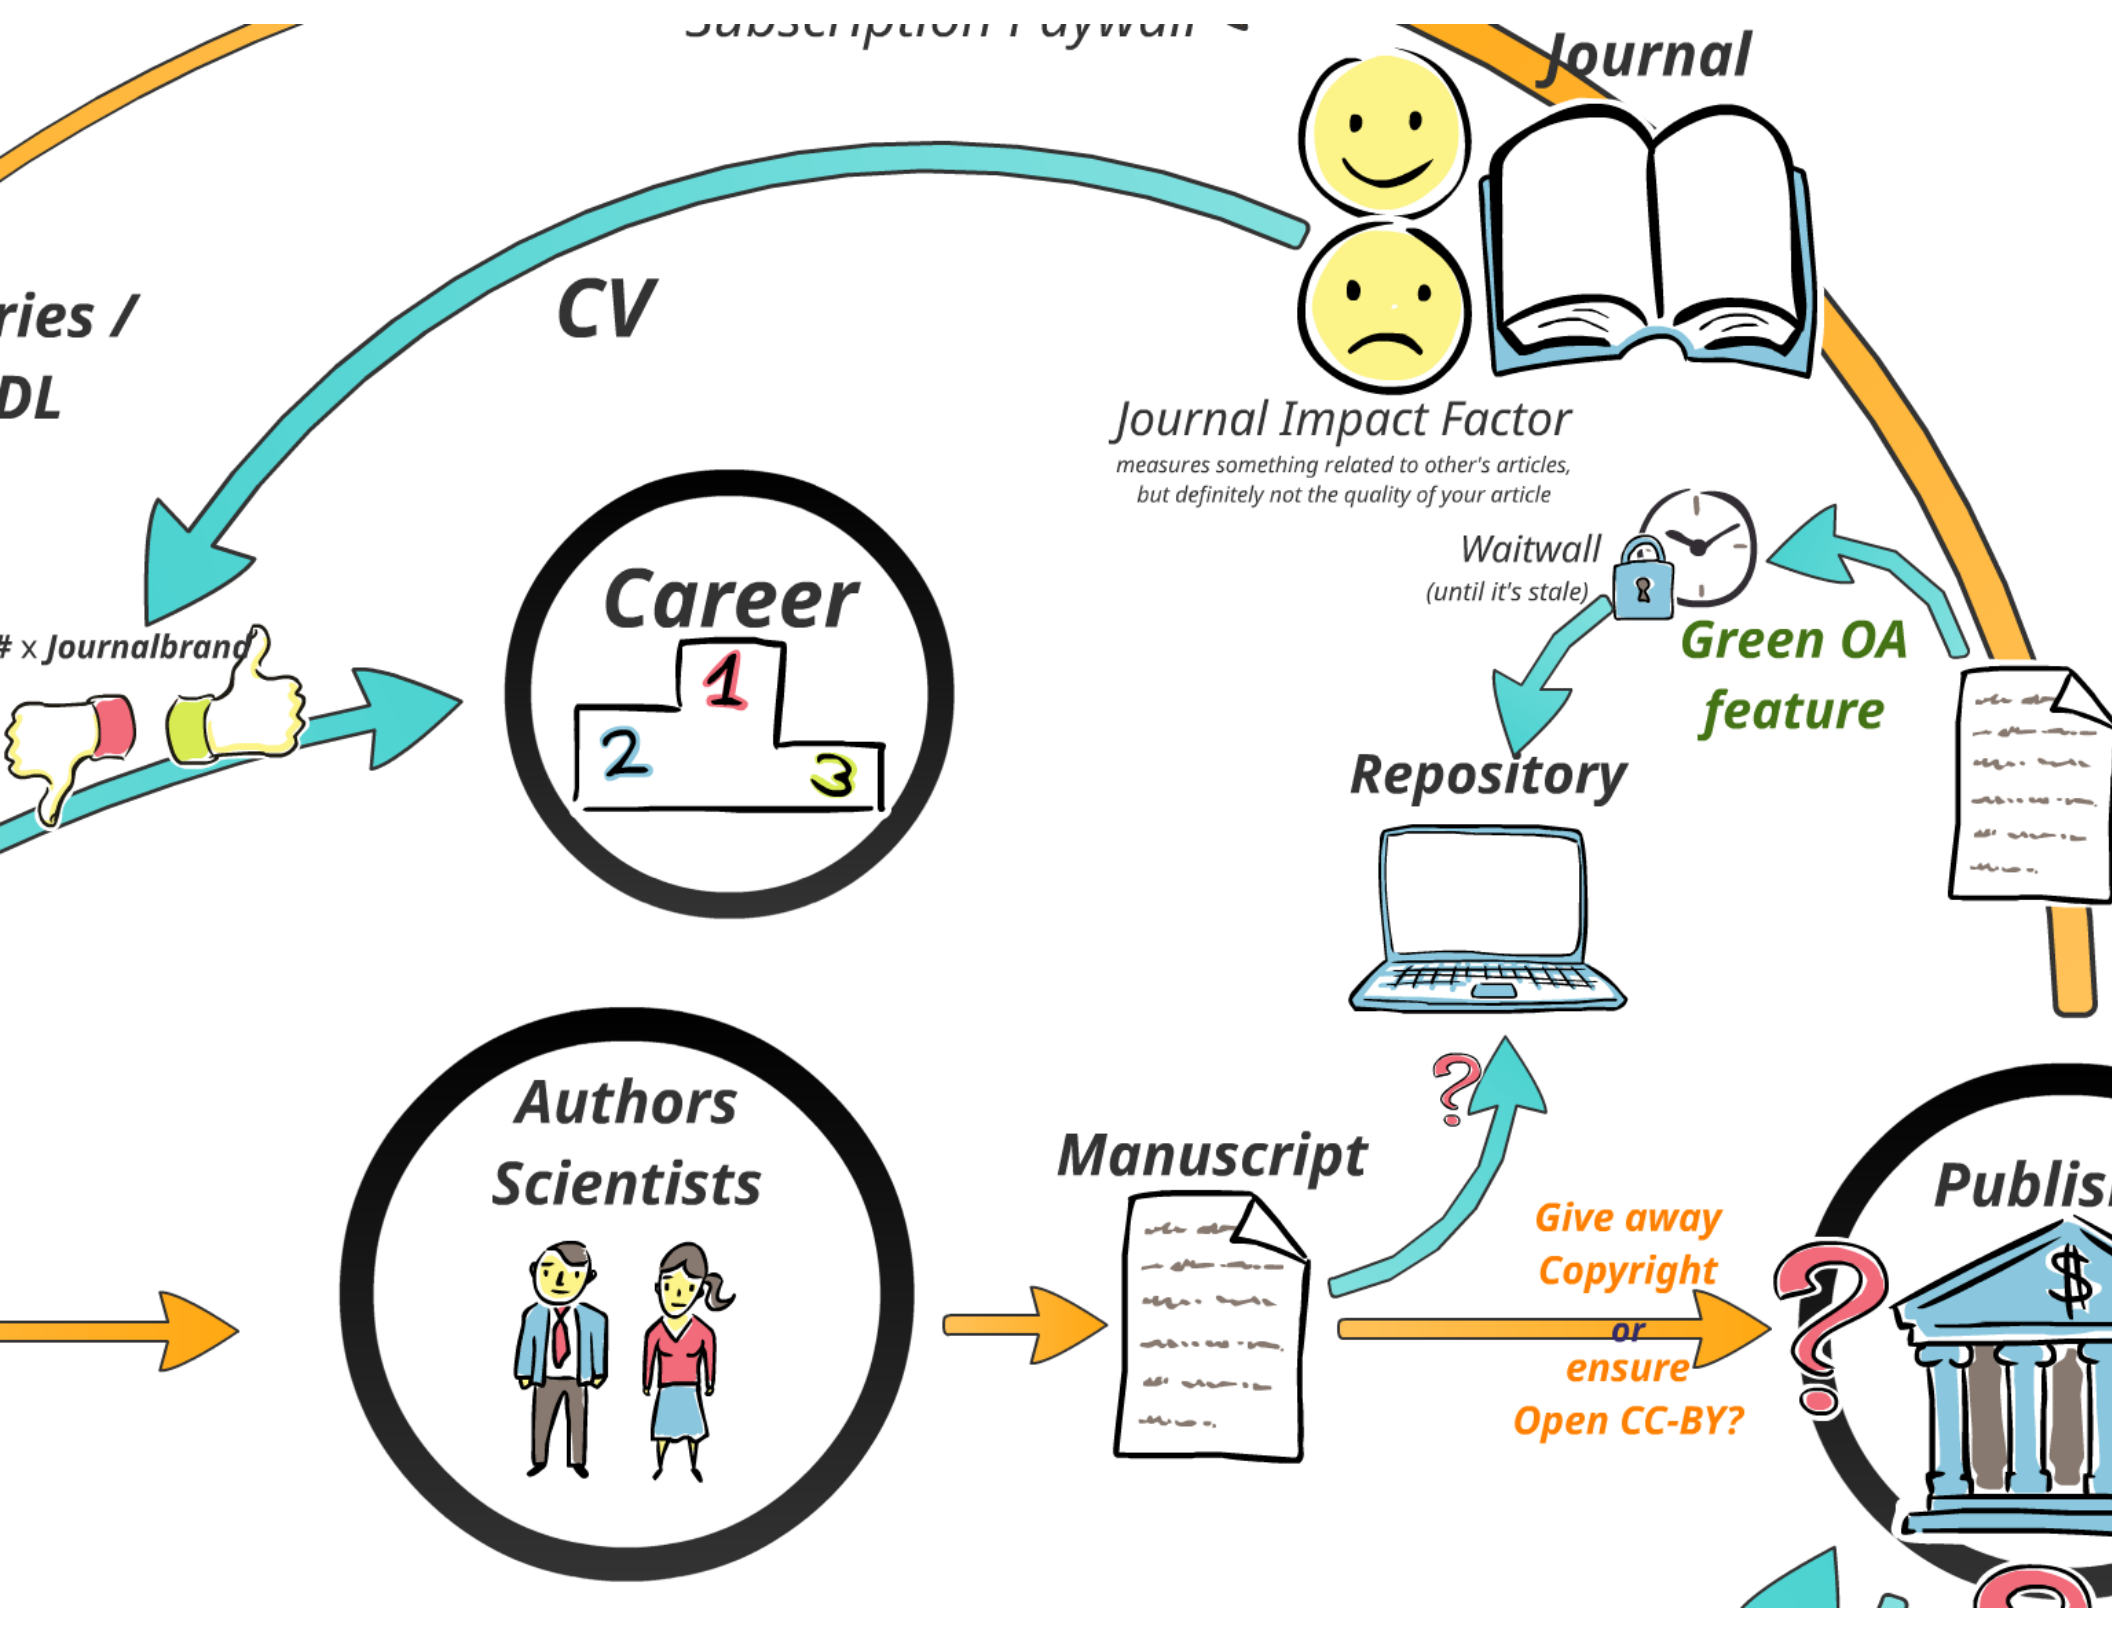 Subscription Paywall
Journal
CV
ries /
DL
Journal Impact Factor
measures something related to other's articles,
but definitely not the quality of your article
Waitwall
(until it's stale)
Green OA
feature
# x Journalbrand
Career
1
2
3
Repository
Authors
Scientists
Manuscript
Give away
Copyright
or
ensure
Open CC-BY?
?
?
Publis
$